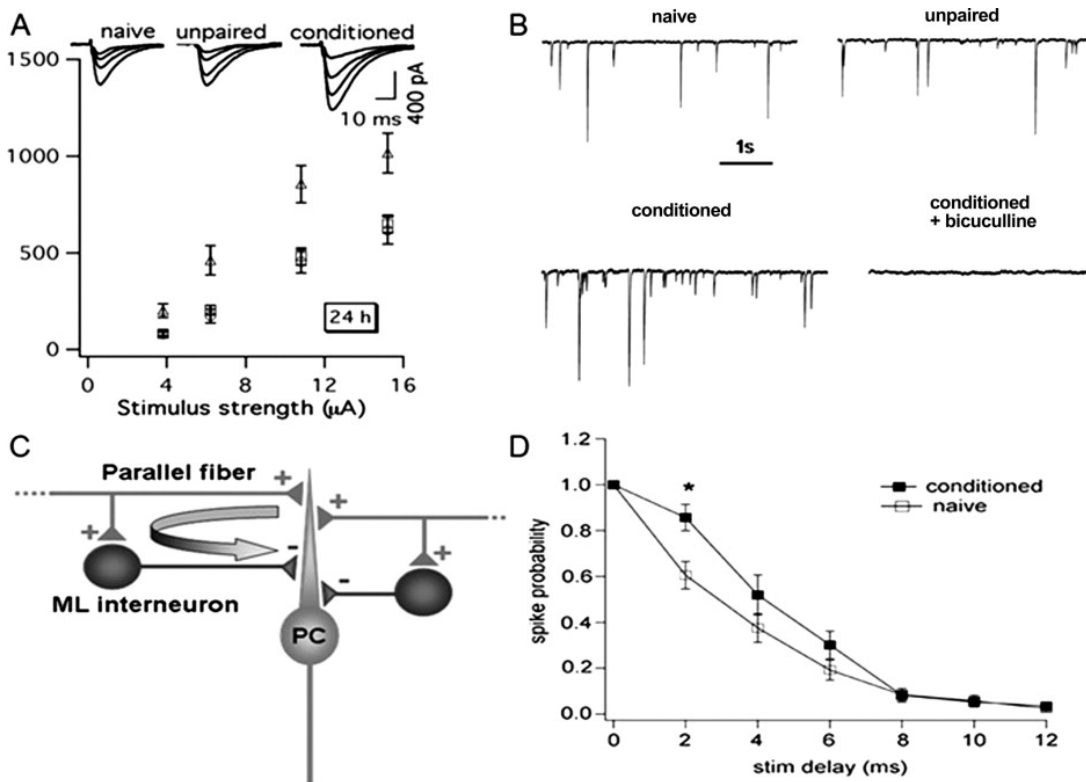 A
naive unpaired conditioned
400 pA
10 ms
1500
1000
500
0
24 h
0 4 8 12 16
Stimulus strength (µA)
B
naive
unpaired
1s
conditioned
conditioned
+ bicuculline
C
Parallel fiber
+
+
+
-
+
-
ML interneuron
PC
D
1.2
1.0
0.8
0.6
0.4
0.2
0.0
spike probability
*
conditioned
naive
0 2 4 6 8 10 12
stim delay (ms)